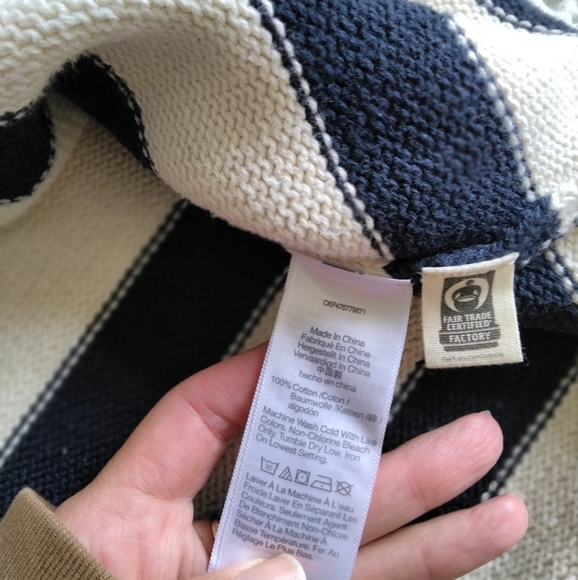 CKP476779871
Made In China
Fabriqué En Chine
Hergestellt In China
Vervaardigd In China
中国製
hecho en china
100% Cotton /Coton /
Baumwolle /Katoen /綿
algodón
Machine Wash Cold With Like
Colors. Non-Chlorine Bleach
Only. Tumble Dry Low. Iron
On Lowest Setting.
Laver À La Machine À L'eau
Froide.Laver En Séparant Les
Couleurs. Seulement Agent
De Blanchiment Non-Chlore.
Sécher À La Machine À
Basse Température. Fer Au
Réglage Le Plus Bas.
FAIR TRADE
CERTIFIED
FACTORY